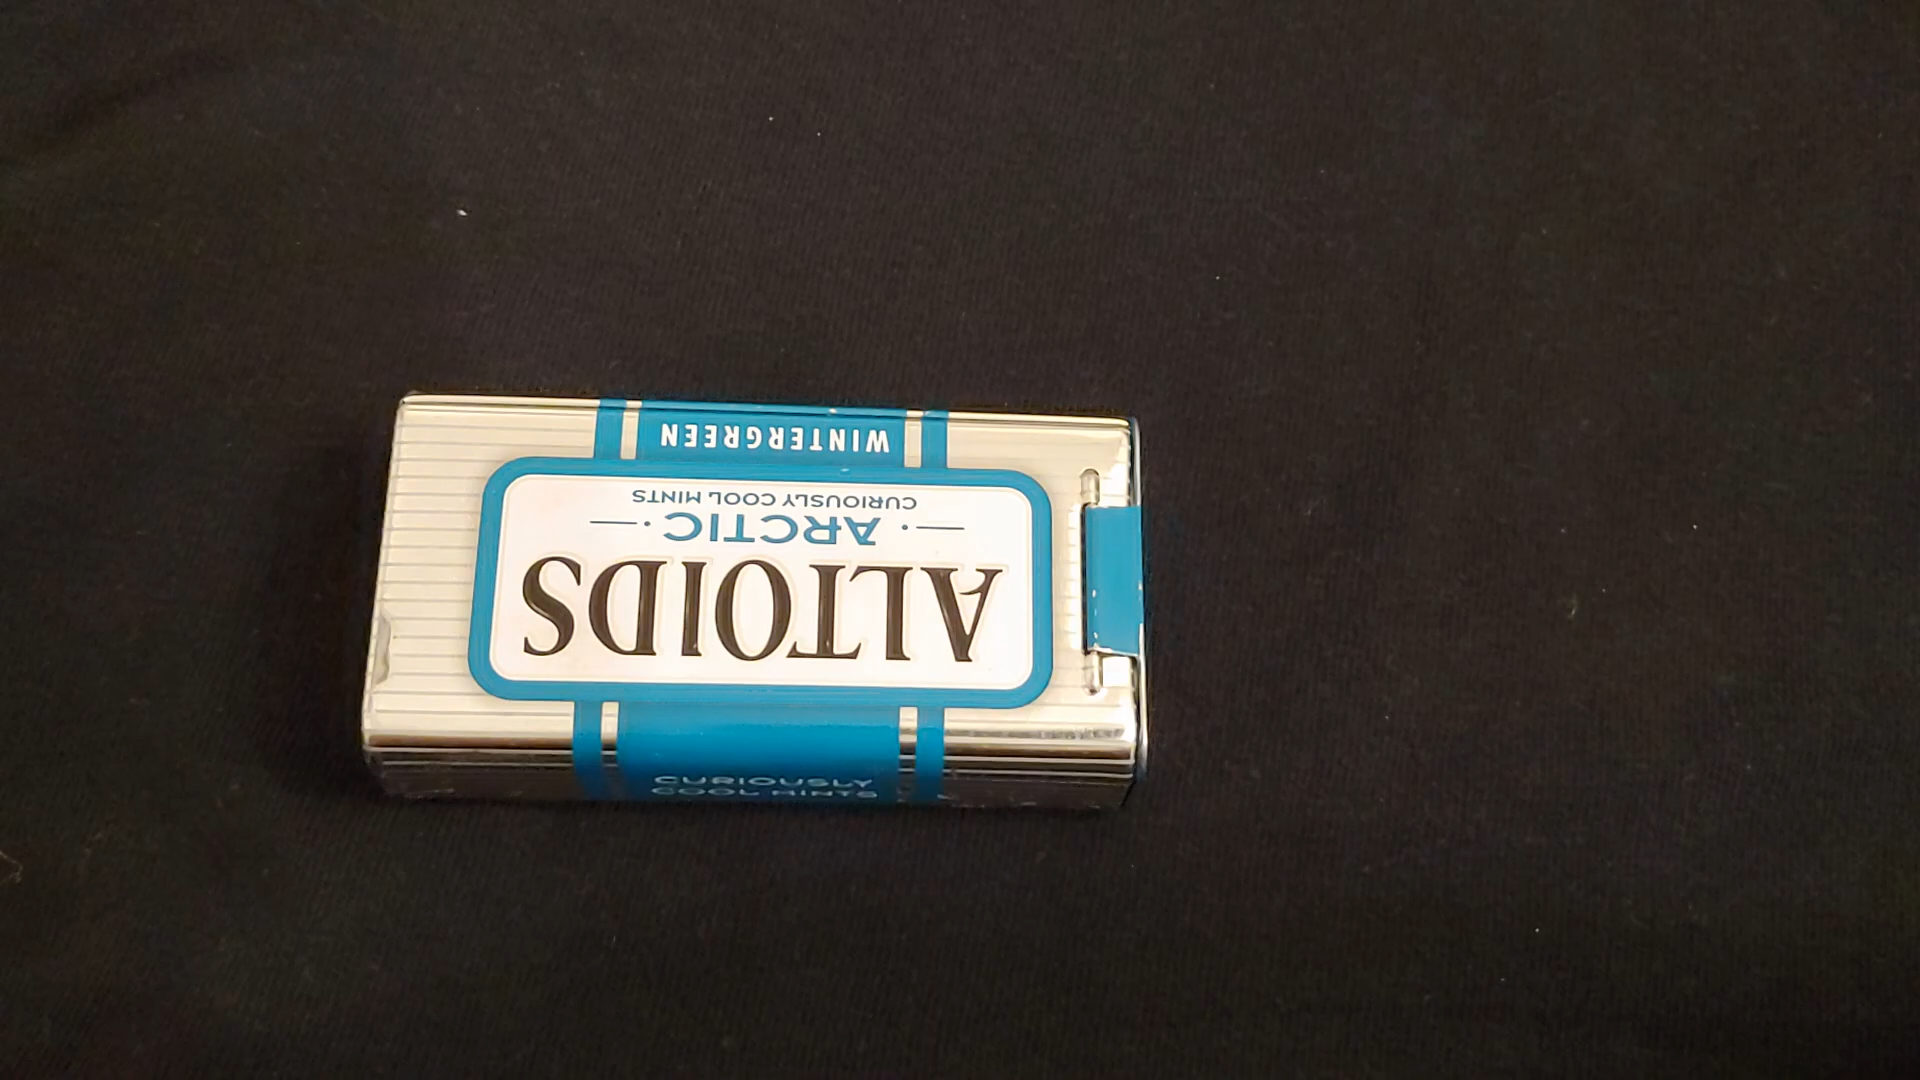 ALTOIDS
ARCTIC
CURIOUSLY COOL MINTS
WINTERGREEN
CURIOUSLY
COOL MINTS